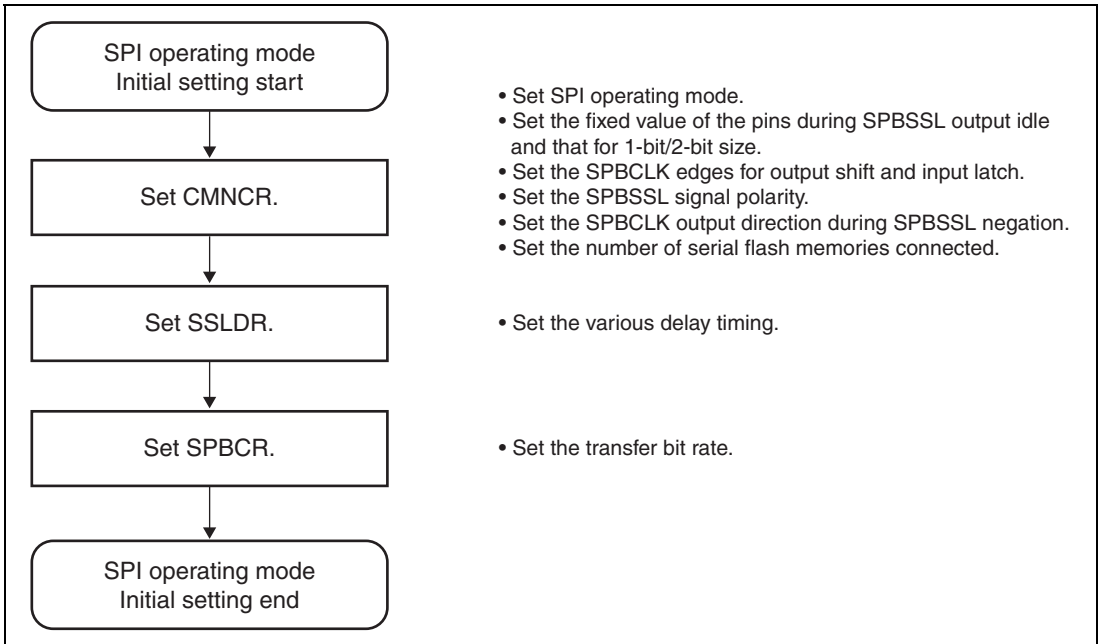 SPI operating mode
Initial setting start
• Set SPI operating mode.
• Set the fixed value of the pins during SPBSSL output idle
and that for 1-bit/2-bit size.
• Set the SPBCLK edges for output shift and input latch.
• Set the SPBSSL signal polarity.
• Set the SPBCLK output direction during SPBSSL negation.
• Set the number of serial flash memories connected.
Set CMNCR.
Set SSLDR.
• Set the various delay timing.
Set SPBCR.
• Set the transfer bit rate.
SPI operating mode
Initial setting end